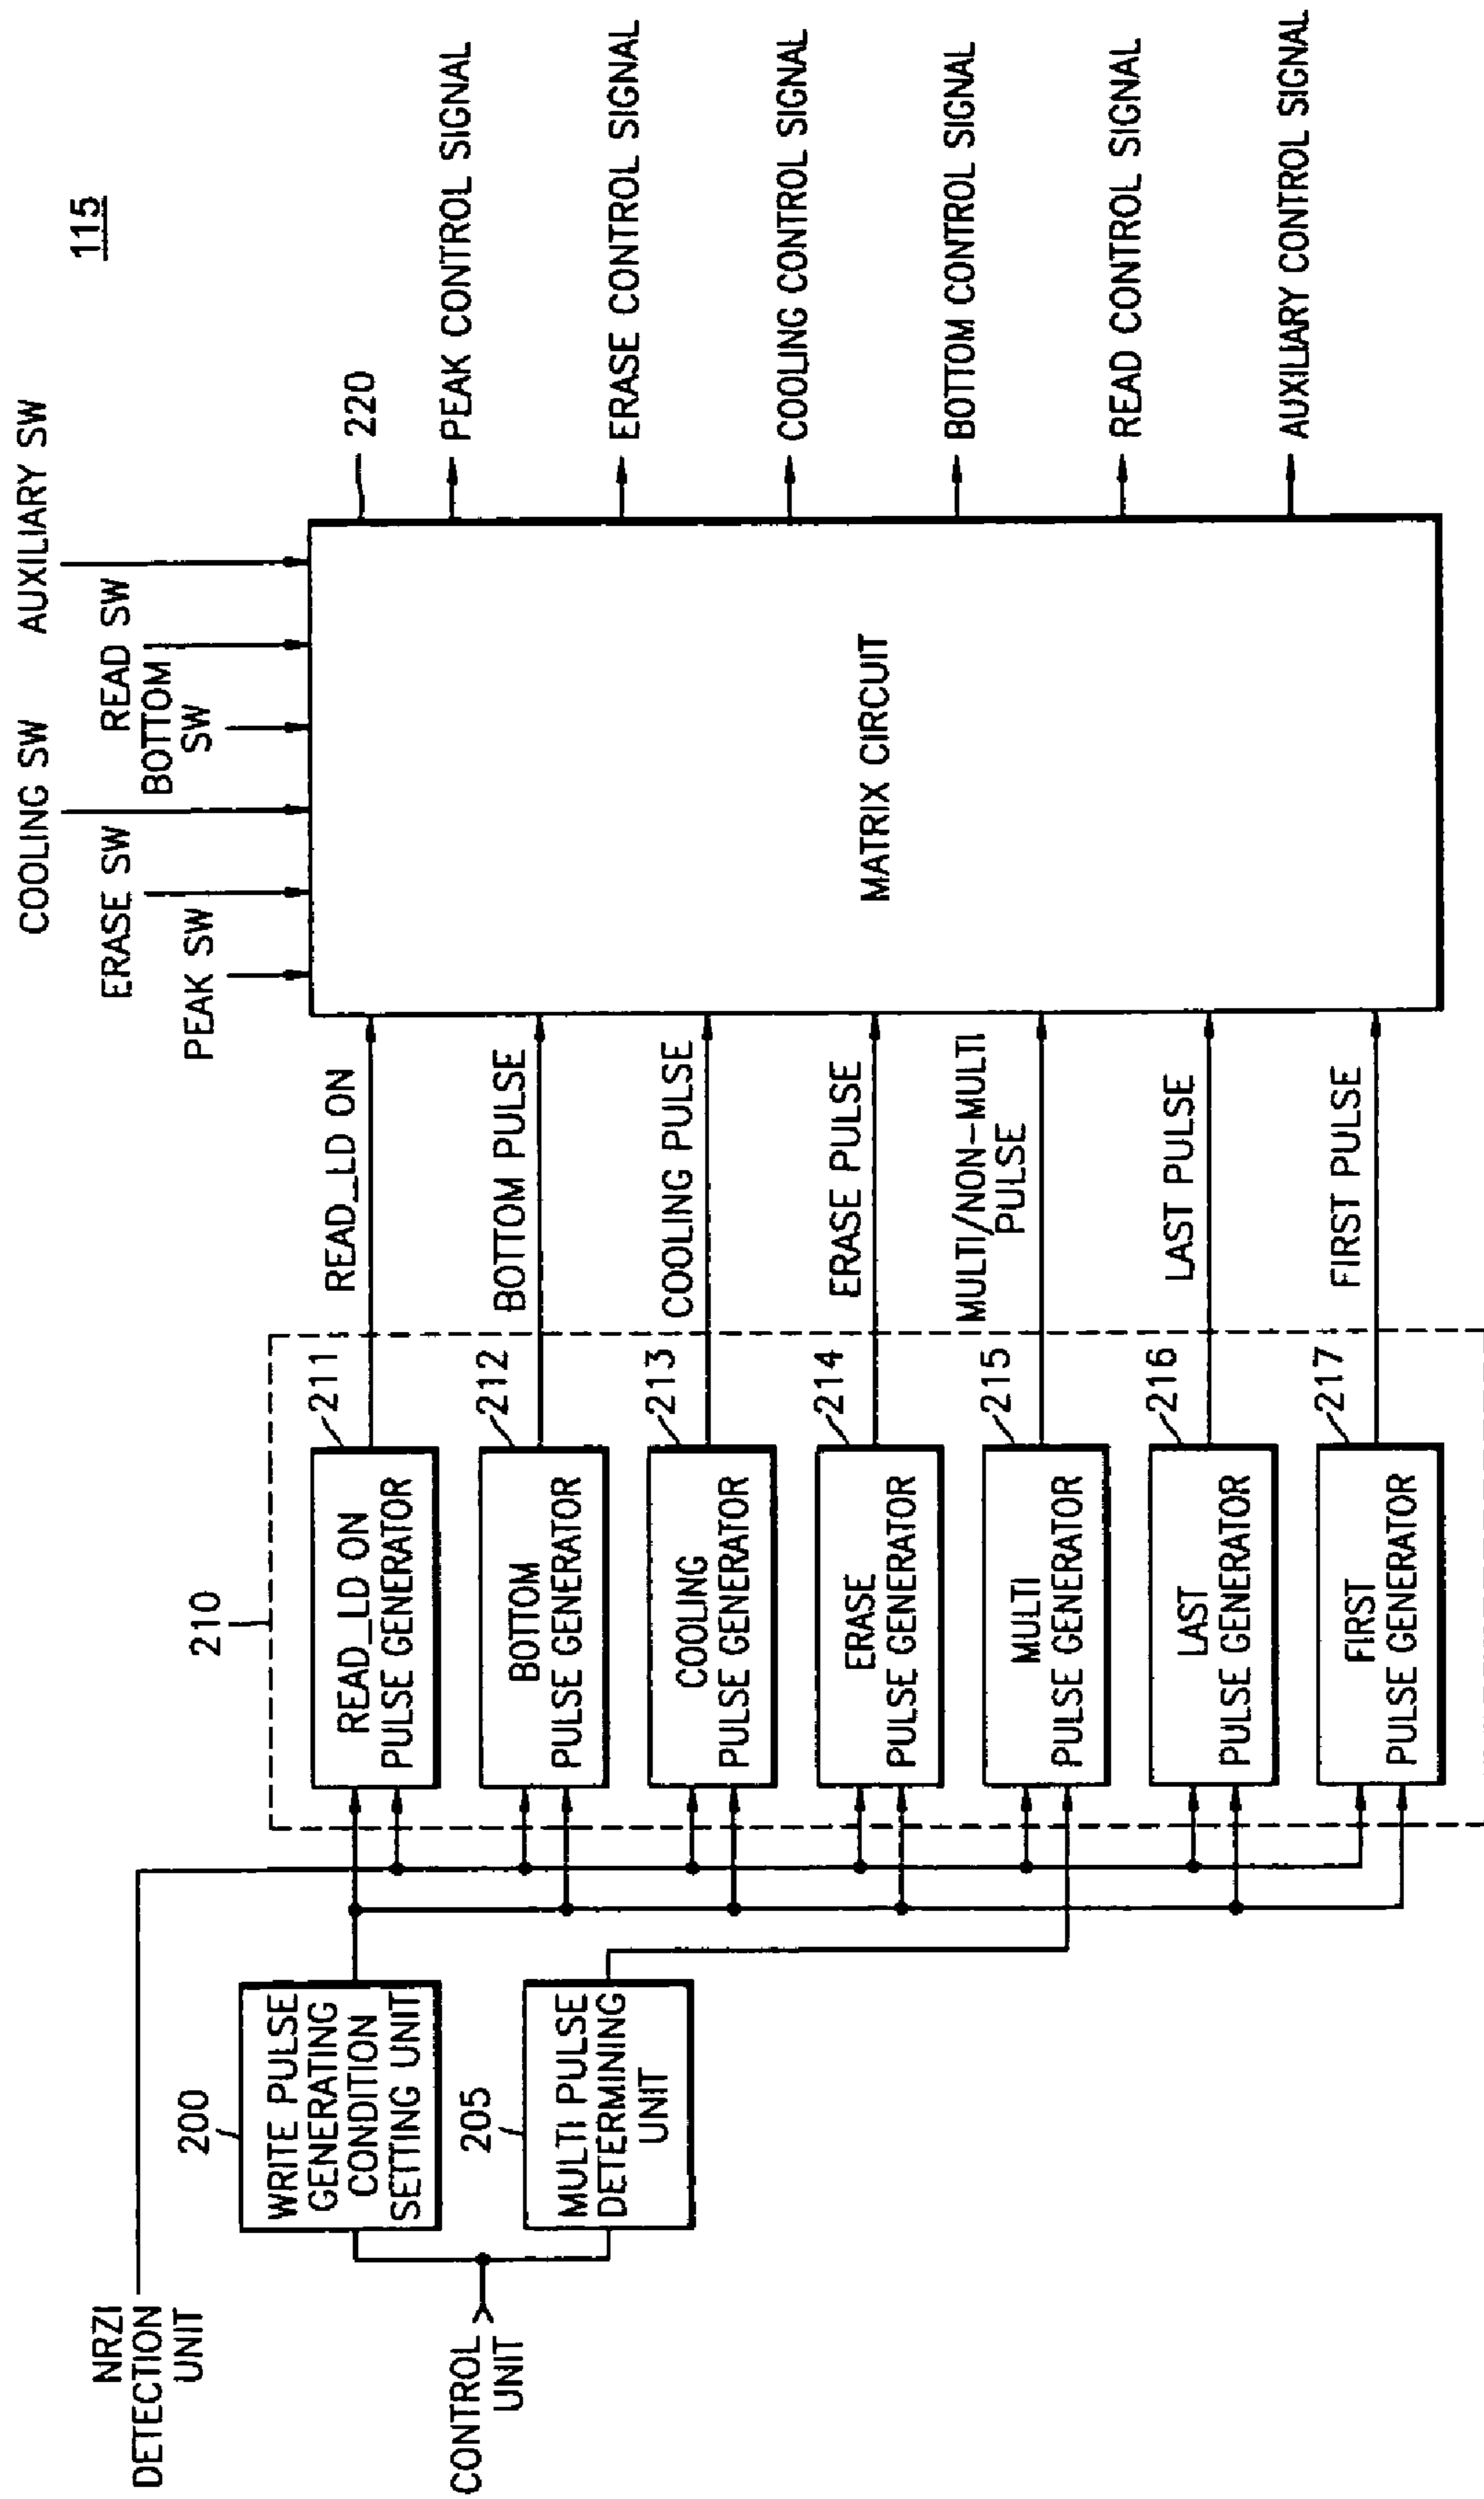 115
NRZI
DETECTION
UNIT
CONTROL
UNIT
200
WRITE PULSE
GENERATING
CONDITION
SETTING UNIT
205
MULTI PULSE
DETERMINING
UNIT
210
211
READ_LD ON
PULSE GENERATOR
212
BOTTOM
PULSE GENERATOR
213
COOLING
PULSE GENERATOR
214
ERASE
PULSE GENERATOR
215
MULTI
PULSE GENERATOR
216
LAST
PULSE GENERATOR
217
FIRST
PULSE GENERATOR
READ_LD ON
BOTTOM PULSE
COOLING PULSE
ERASE PULSE
MULTI/NON-MULTI
PULSE
LAST PULSE
FIRST PULSE
PEAK SW
ERASE SW
COOLING SW
BOTTOM
SW
READ SW
AUXILIARY SW
MATRIX CIRCUIT
220
PEAK CONTROL SIGNAL
ERASE CONTROL SIGNAL
COOLING CONTROL SIGNAL
BOTTOM CONTROL SIGNAL
READ CONTROL SIGNAL
AUXILIARY CONTROL SIGNAL